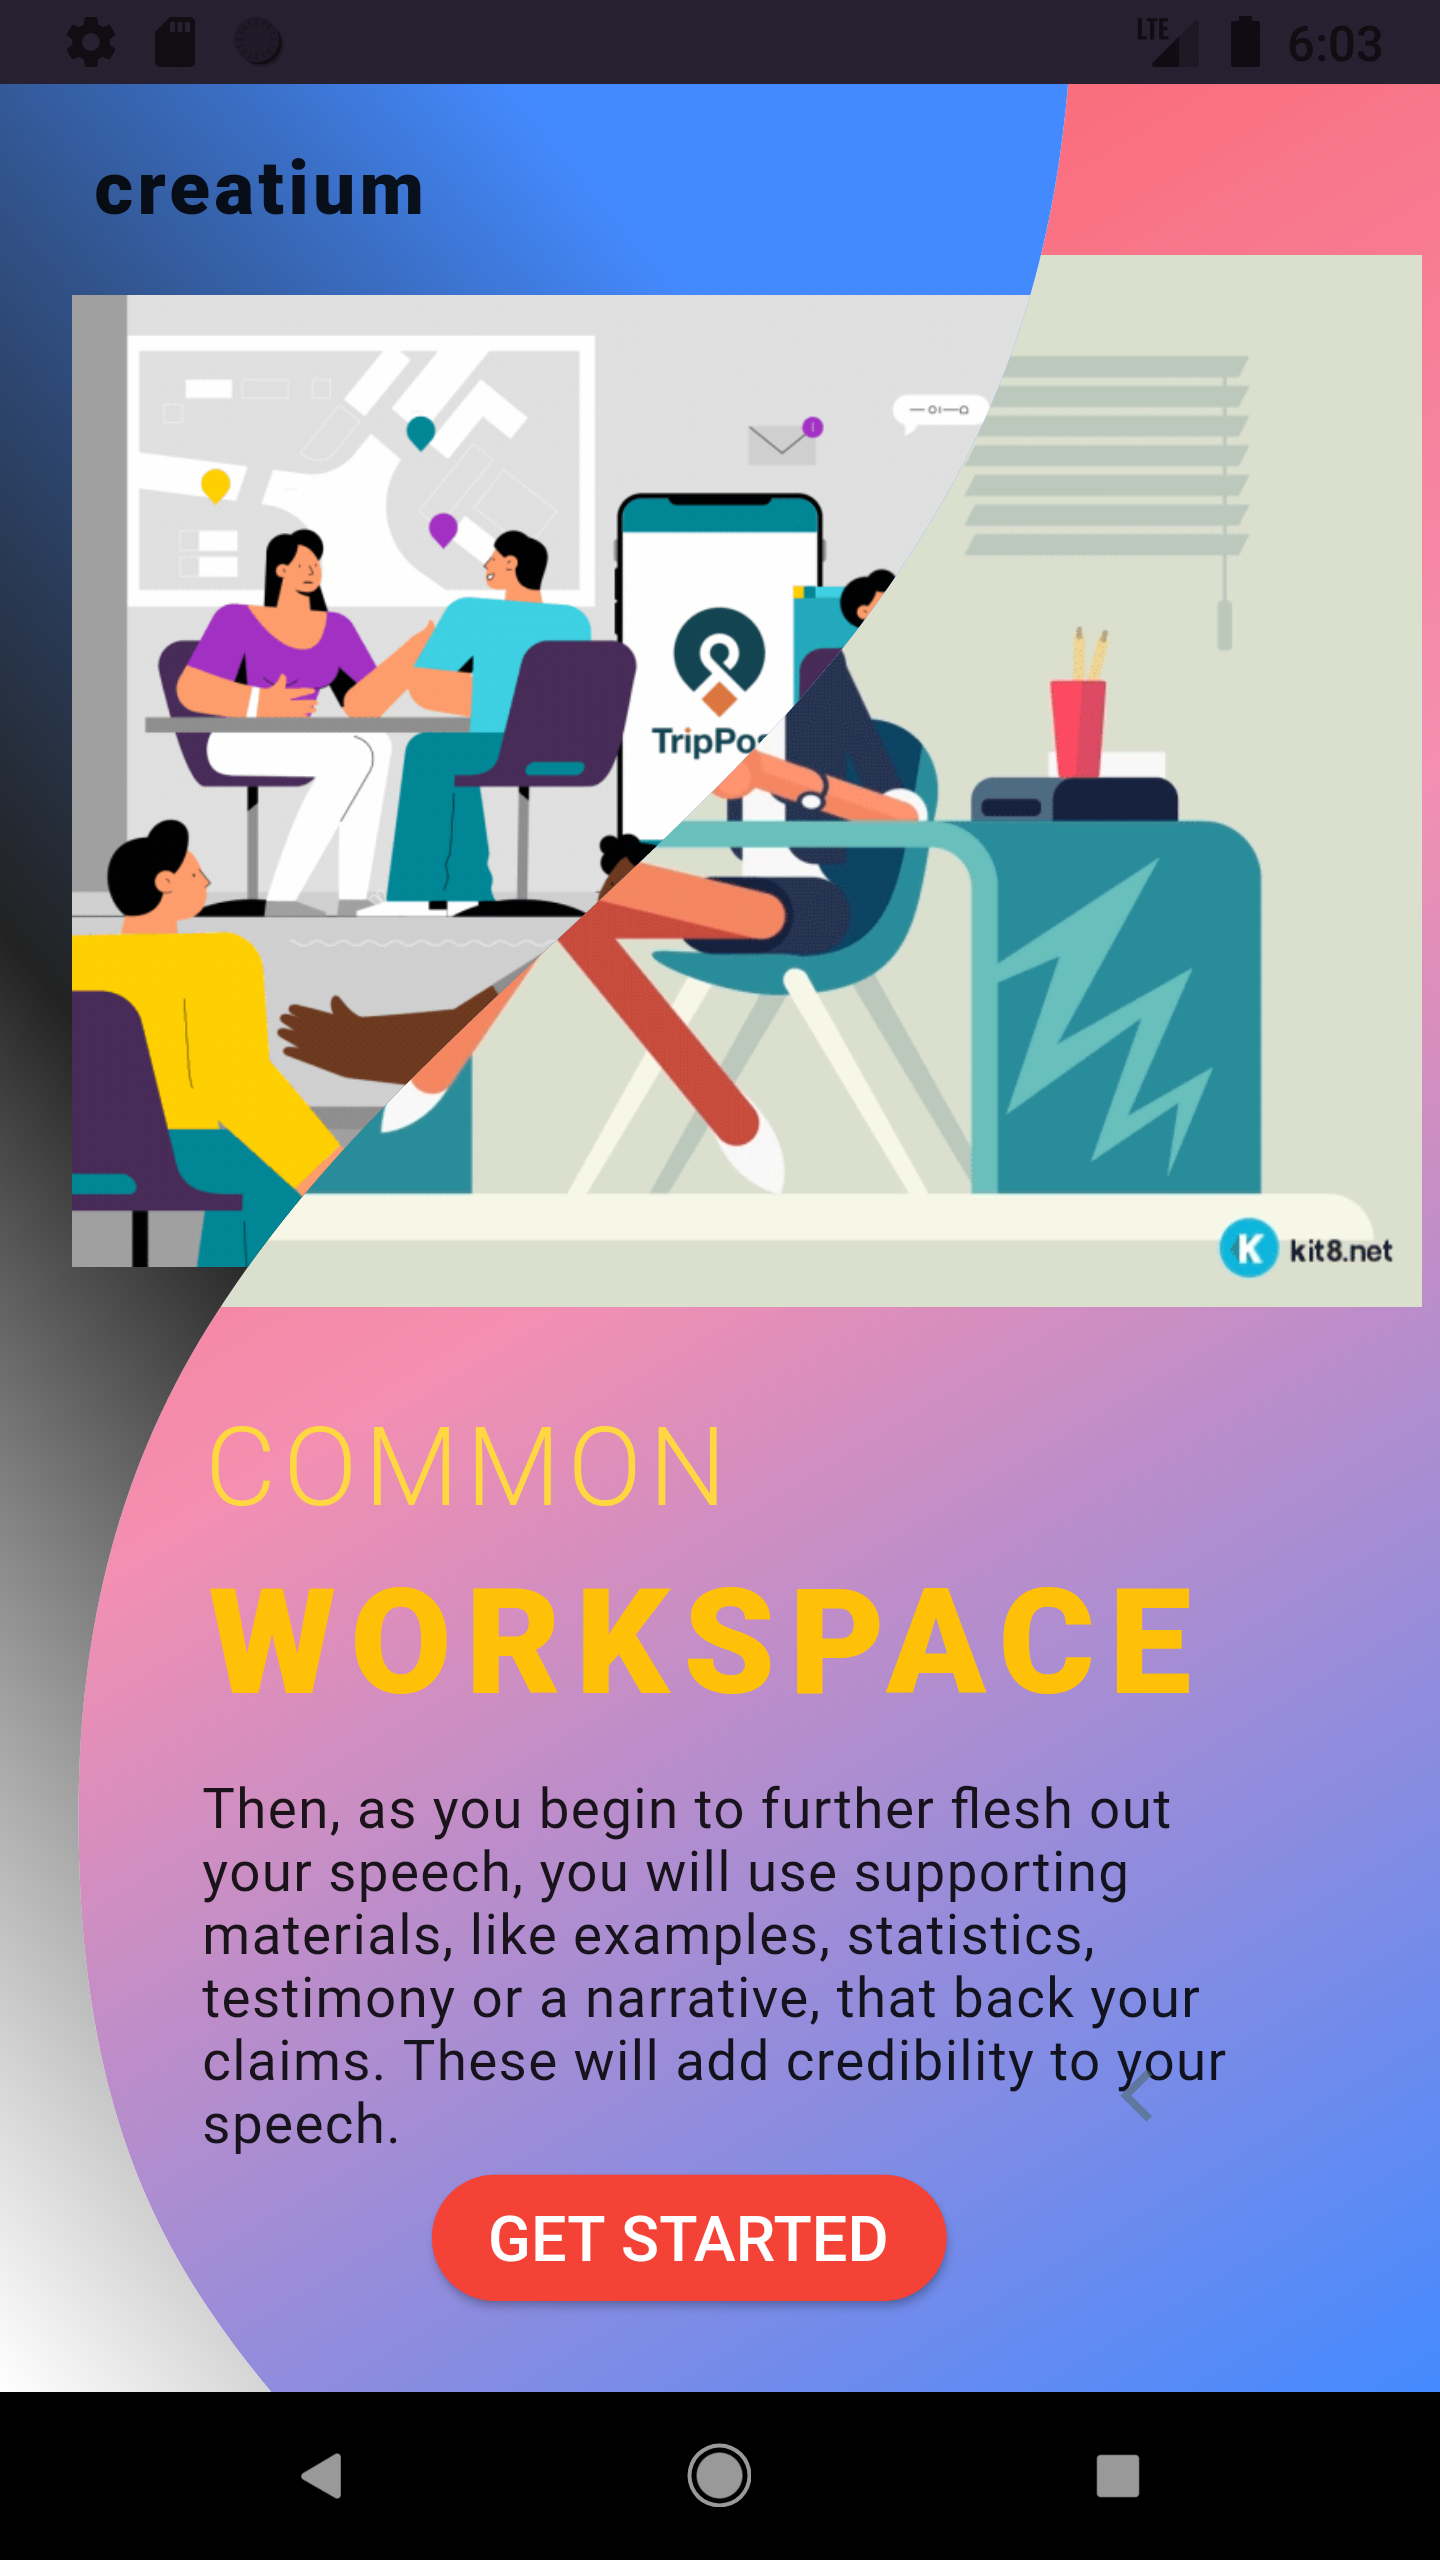 LTE 6:03
creatium
TripPos
kit8.net
COMMON
WORKSPACE
Then, as you begin to further flesh out
your speech, you will use supporting
materials, like examples, statistics,
testimony or a narrative, that back your
claims. These will add credibility to your
speech.
GET STARTED